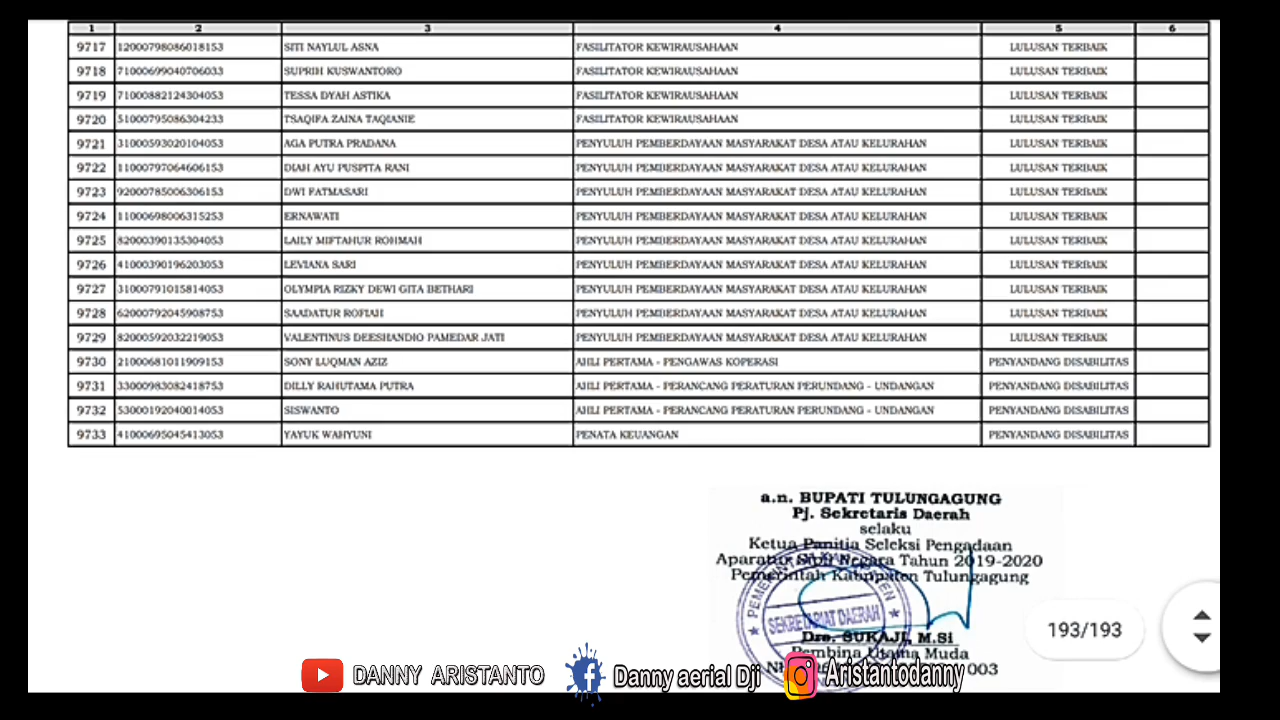 1 2 3 4 5 6
9717 12000798086018153 SITI NAYLUL ASNA FASILITATOR KEWIRAUSAHAAN LULUSAN TERBAIK
9718 71000699040706033 SUPRIH KUSWANTORO FASILITATOR KEWIRAUSAHAAN LULUSAN TERBAIK
9719 71000882124304053 TESSA DYAH ASTIKA FASILITATOR KEWIRAUSAHAAN LULUSAN TERBAIK
9720 51000795086304233 TSAQIFA ZAINA TAQIANIE FASILITATOR KEWIRAUSAHAAN LULUSAN TERBAIK
9721 31000593020104053 AGA PUTRA PRADANA PENYULUH PEMBERDAYAAN MASYARAKAT DESA ATAU KELURAHAN LULUSAN TERBAIK
9722 11000797064606153 DIAH AYU PUSPITA RANI PENYULUH PEMBERDAYAAN MASYARAKAT DESA ATAU KELURAHAN LULUSAN TERBAIK
9723 92000785006306153 DWI FATMASARI PENYULUH PEMBERDAYAAN MASYARAKAT DESA ATAU KELURAHAN LULUSAN TERBAIK
9724 11000698006315253 ERNAWATI PENYULUH PEMBERDAYAAN MASYARAKAT DESA ATAU KELURAHAN LULUSAN TERBAIK
9725 82000390135304053 LAILY MIFTAHUR ROHMAH PENYULUH PEMBERDAYAAN MASYARAKAT DESA ATAU KELURAHAN LULUSAN TERBAIK
9726 41000390196203053 LEVIANA SARI PENYULUH PEMBERDAYAAN MASYARAKAT DESA ATAU KELURAHAN LULUSAN TERBAIK
9727 31000791015814053 OLYMPIA RIZKY DEWI GITA BETHARI PENYULUH PEMBERDAYAAN MASYARAKAT DESA ATAU KELURAHAN LULUSAN TERBAIK
9728 62000792045908753 SAADATUR ROFIAH PENYULUH PEMBERDAYAAN MASYARAKAT DESA ATAU KELURAHAN LULUSAN TERBAIK
9729 82000592032219053 VALENTINUS DEESHANDIO PAMEDAR JATI PENYULUH PEMBERDAYAAN MASYARAKAT DESA ATAU KELURAHAN LULUSAN TERBAIK
9730 21000681011909153 SONY LUQMAN AZIZ AHLI PERTAMA - PENGAWAS KOPERASI PENYANDANG DISABILITAS
9731 33000983082418753 DILLY RAHUTAMA PUTRA AHLI PERTAMA - PERANCANG PERATURAN PERUNDANG - UNDANGAN PENYANDANG DISABILITAS
9732 53000192040014053 SISWANTO AHLI PERTAMA - PERANCANG PERATURAN PERUNDANG - UNDANGAN PENYANDANG DISABILITAS
9733 41000695045413053 YAYUK WAHYUNI PENATA KEUANGAN PENYANDANG DISABILITAS
a.n. BUPATI TULUNGAGUNG
Pj. Sekretaris Daerah
selaku
Ketua Panitia Seleksi Pengadaan
Aparatur Sipil Negara Tahun 2019-2020
Pemerintah Kabupaten Tulungagung
SEKRETARIAT DAERAH
Drs. SUKAJI, M.Si
Pembina Utama Muda
003
193/193
DANNY ARISTANTO
Danny aerial Dji
Aristantodanny